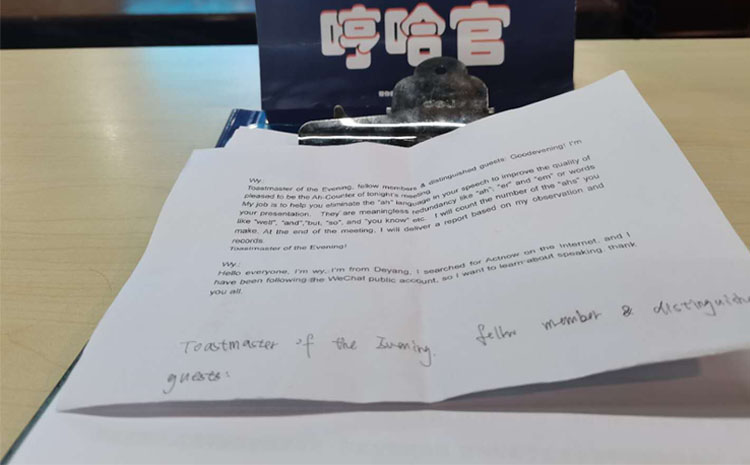 哼哈官
deli
Wy:
Toastmaster of the Evening, fellow members & distinguished guests. Goodevening! I'm
pleased to be the Ah-Counter of tonight's meeting
My job is to help you eliminate the "ah" language in your speech to improve the quality of
your presentation. They are meaningless redundancy like "ah"; "er" and "em" or words
like "well", "and","but, "so", and "you know" etc. I will count the number of the "ahs" you
make. At the end of the meeting, I will deliver a report based on my observation and
records.
Toastmaster of the Evening!
Wy.:
Hello everyone, I'm wy, I'm from Deyang, I searched for Actnow on the Internet, and I
have been following the WeChat public account, so I want to learn about speaking, thank
you all.
Toastmaster of the Evening. fellow member & distinguishe
guests: